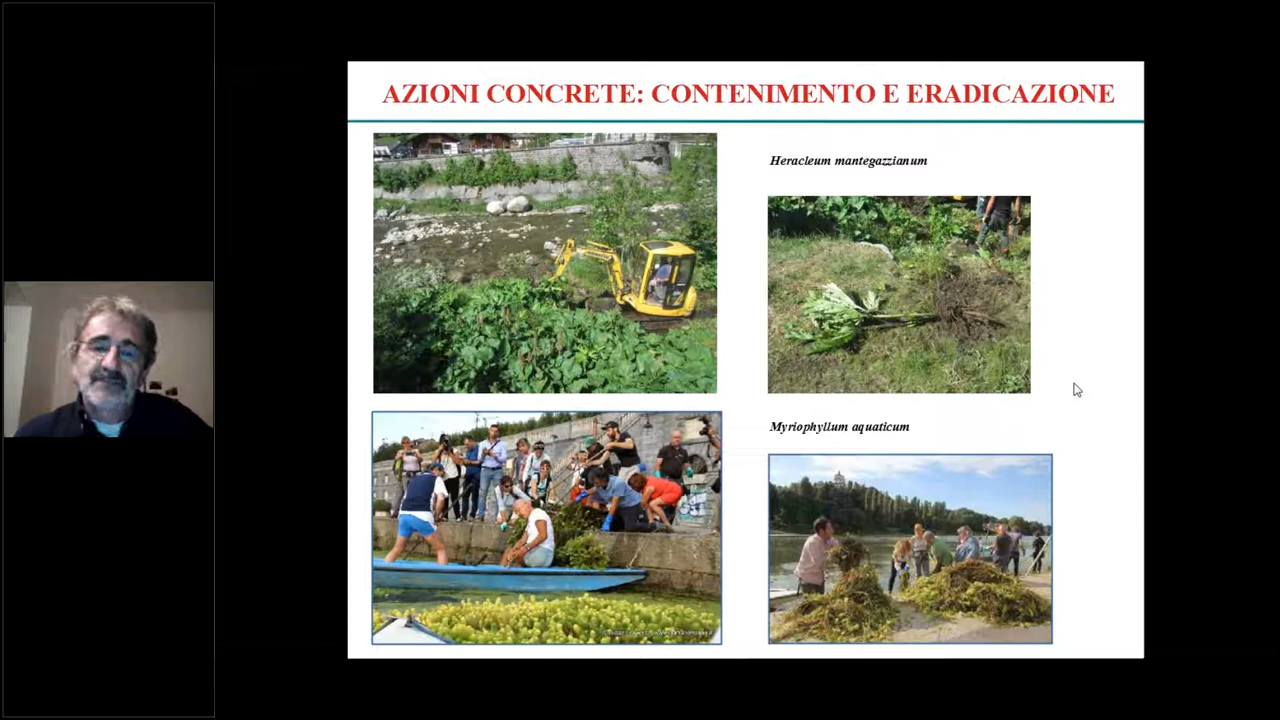 AZIONI CONCRETE: CONTENIMENTO E ERADICAZIONE
Heracleum mantegazzianum
Myriophyllum aquaticum